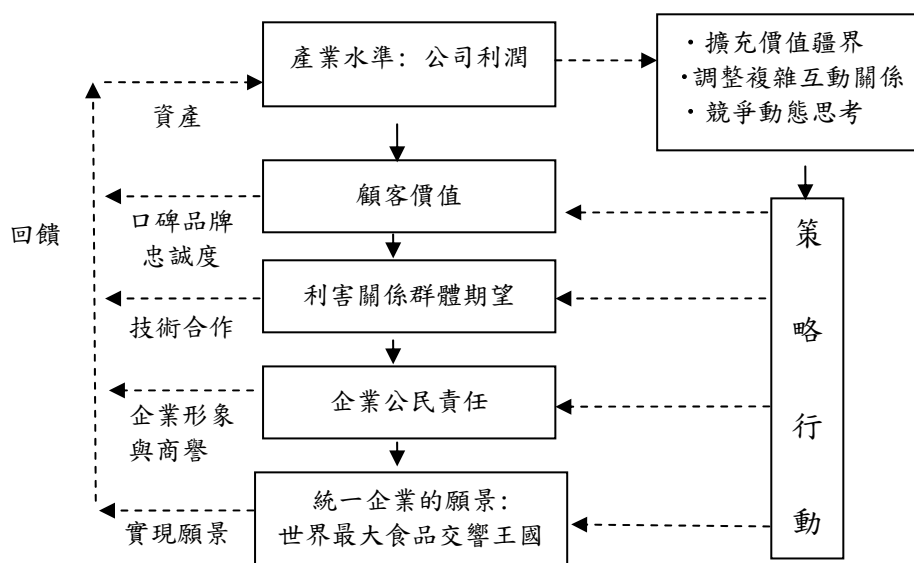 產業水準: 公司利潤
·擴充價值疆界
·調整複雜互動關係
·競爭動態思考
資產
顧客價值
口碑品牌
忠誠度
回饋
利害關係群體期望
技術合作
企業公民責任
企業形象
與商譽
統一企業的願景:
世界最大食品交響王國
實現願景
策
略
行
動